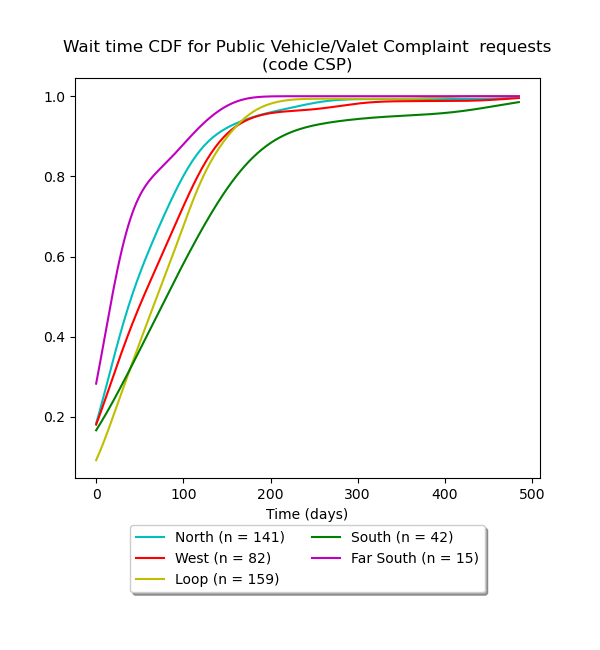 Wait time CDF for Public Vehicle/Valet Complaint  requests
(code CSP)
1.0
0.8
0.6
0.4
0.2
0 100 200 300 400 500
Time (days)
North (n = 141) South (n = 42)
West (n = 82) Far South (n = 15)
Loop (n = 159)